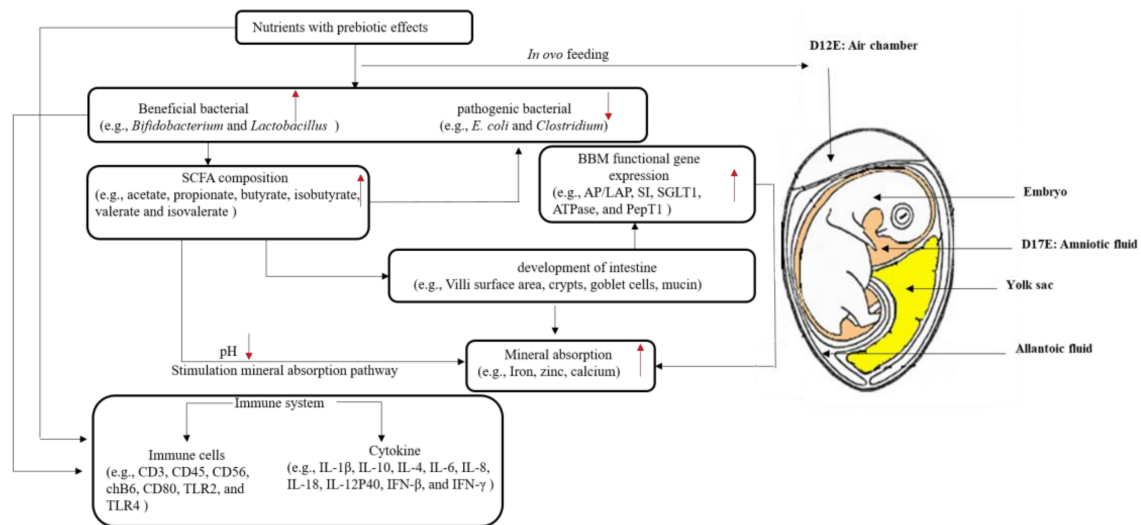 Nutrients with prebiotic effects
In ovo feeding
D12E: Air chamber
Beneficial bacterial
(e.g., Bifidobacterium and Lactobacillus )
pathogenic bacterial
(e.g., E. coli and Clostridium)
SCFA composition
(e.g., acetate, propionate, butyrate, isobutyrate,
valerate and isovalerate )
BBM functional gene
expression
(e.g., AP/LAP, SI, SGLT1,
ATPase, and PepT1 )
Embryo
D17E: Amniotic fluid
development of intestine
(e.g., Villi surface area, crypts, goblet cells, mucin)
Yolk sac
pH
Stimulation mineral absorption pathway
Mineral absorption
(e.g., Iron, zinc, calcium)
Allantoic fluid
Immune system
Immune cells
(e.g., CD3, CD45, CD56,
chB6, CD80, TLR2, and
TLR4 )
Cytokine
(e.g., IL-1β, IL-10, IL-4, IL-6, IL-8,
IL-18, IL-12P40, IFN-β, and IFN-γ )